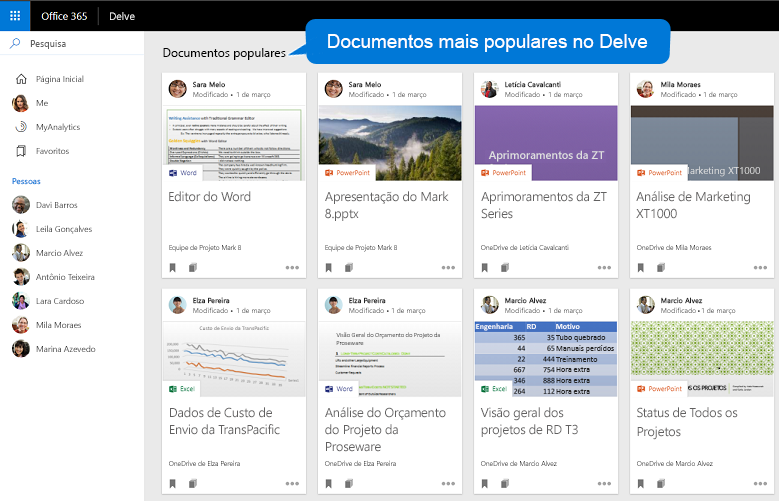 Office 365 Delve
Documentos mais populares no Delve
Pesquisa
Página Inicial
Me
MyAnalytics
Favoritos
Pessoas
Davi Barros
Leila Gonçalves
Marcio Alvez
Antônio Teixeira
Lara Cardoso
Mila Moraes
Marina Azevedo
Documentos populares
Sara Melo
Modificado • 1 de março
Writing Assistance with Traditional Grammar Editor
Word
Editor do Word
Equipe de Projeto Mark 8
Sara Melo
Modificado • 1 de março
PowerPoint
Apresentação do Mark
8.pptx
Equipe de Projeto Mark 8
Letícia Cavalcanti
Modificado • 1 de março
Aprimoramentos da ZT
PowerPoint
Aprimoramentos da ZT
Series
OneDrive de Letícia Cavalcanti
Mila Moraes
Modificado • 1 de março
Marketing XT1000
PowerPoint
Análise de Marketing
XT1000
OneDrive de Mila Moraes
Elza Pereira
Modificado • 1 de março
Custo de Envio da TransPacific
Excel
Dados de Custo de
Envio da TransPacific
OneDrive de Elza Pereira
Elza Pereira
Modificado • 1 de março
Visão Geral do Orçamento do Projeto da
Proseware
Word
Análise do Orçamento
do Projeto da
Proseware
OneDrive de Elza Pereira
Marcio Alvez
Modificado • 1 de março
Engenharia RD Motivo
365 35 Tubo quebrado
44 65 Manuais perdidos
22 444 Treinamento
667 754 Hora extra
346 888 Hora extra
264 112 Hora extra
Excel
Visão geral dos
projetos de RD T3
OneDrive de Marcio Alvez
Marcio Alvez
Modificado • 1 de março
OS OS PROJETOS
PowerPoint
Status de Todos os
Projetos
OneDrive de Marcio Alvez